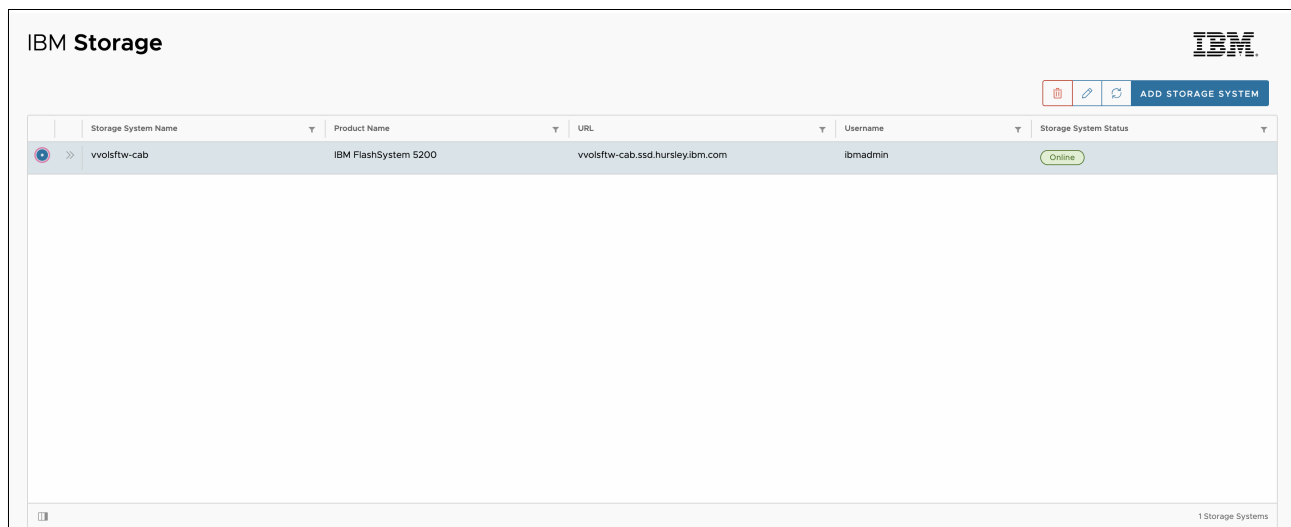 IBM Storage
IBM.
ADD STORAGE SYSTEM
Storage System Name Product Name URL Username Storage System Status
vvolsftw-cab IBM FlashSystem 5200 vvolsftw-cab.ssd.hursley.ibm.com ibmadmin Online
1 Storage Systems